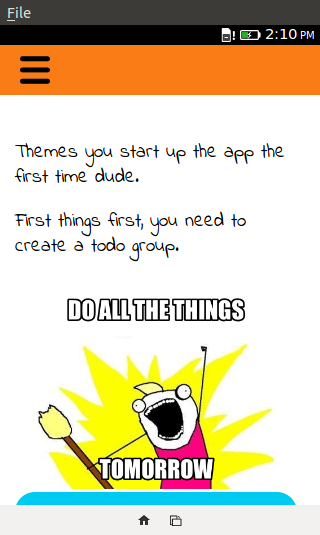 File
2:10 PM
Themes you start up the app the
first time dude.
First things first, you need to
create a todo group.
DO ALL THE THINGS
TOMORROW